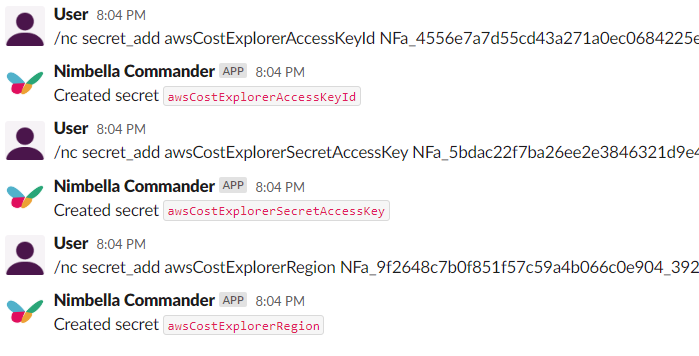 User 8:04 PM
/nc secret_add awsCostExplorerAccessKeyId NFa_4556e7a7d55cd43a271a0ec0684225e
Nimbella Commander APP 8:04 PM
Created secret awsCostExplorerAccessKeyId
User 8:04 PM
/nc secret_add awsCostExplorerSecretAccessKey NFa_5bdac22f7ba26ee2e3846321d9e4
Nimbella Commander APP 8:04 PM
Created secret awsCostExplorerSecretAccessKey
User 8:04 PM
/nc secret_add awsCostExplorerRegion NFa_9f2648c7b0f851f57c59a4b066c0e904_392
Nimbella Commander APP 8:04 PM
Created secret awsCostExplorerRegion